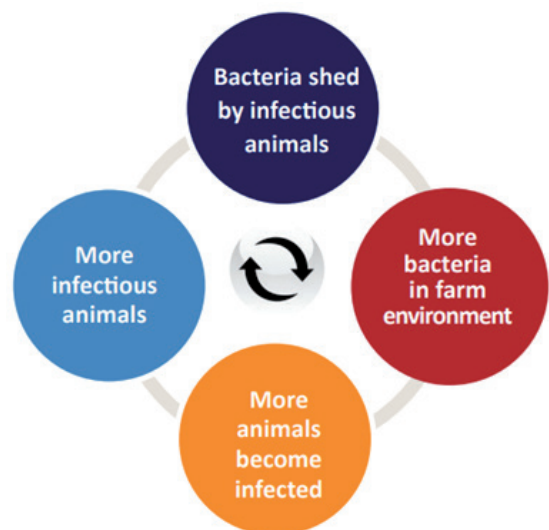 Bacteria shed
by infectious
animals
More
bacteria
in farm
environment
More
animals
become
infected
More
infectious
animals